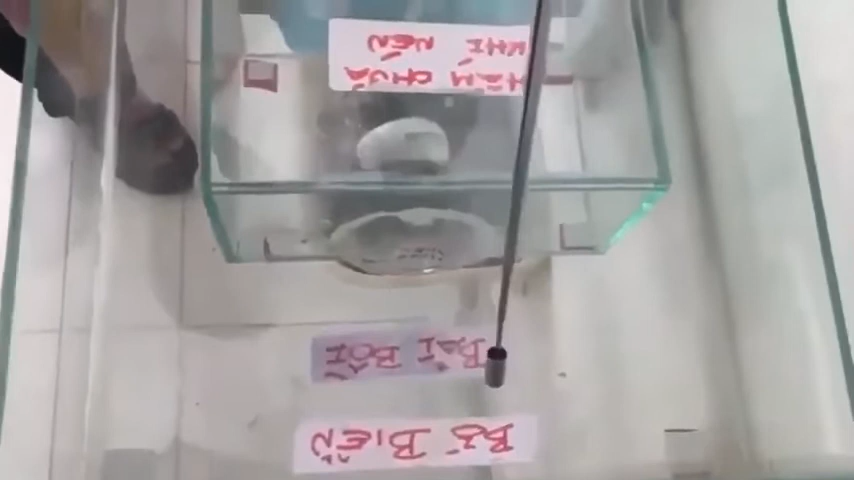 BỜ BIỂN
BÃI BỒI
HẦM CHỨA
KHÍ NÉN